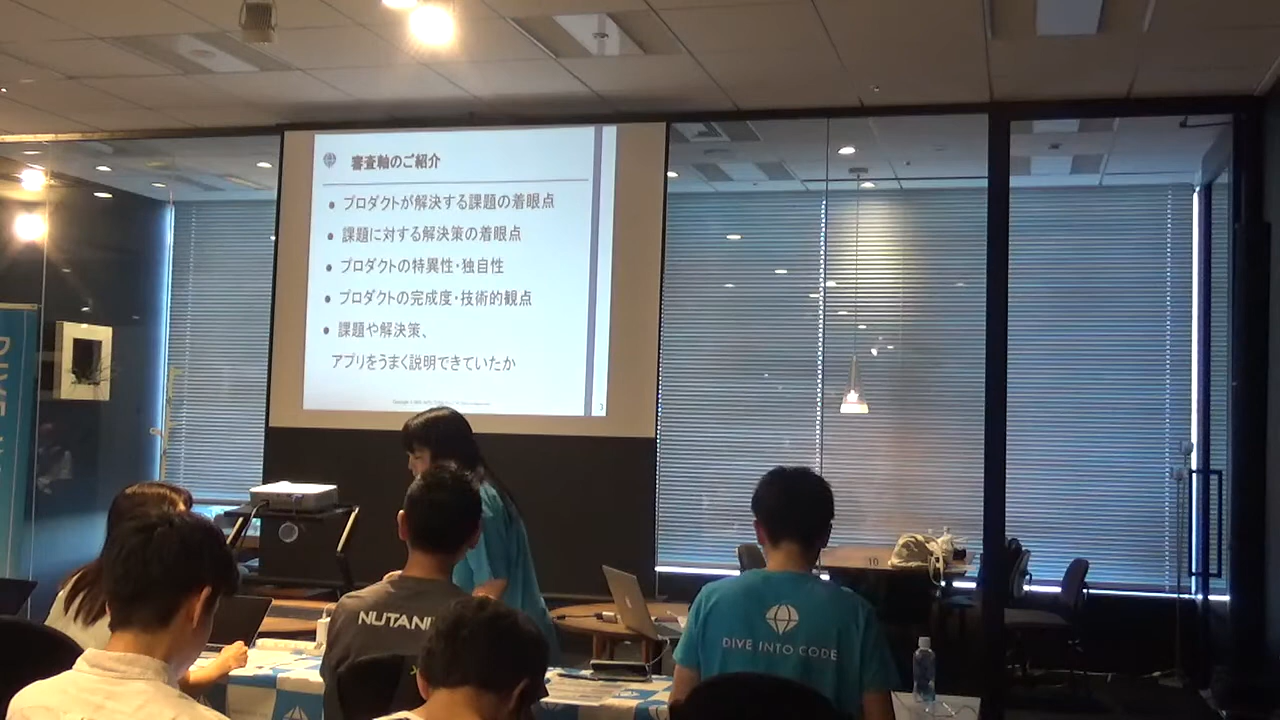 審査軸のご紹介
● プロダクトが解決する課題の着眼点
● 課題に対する解決策の着眼点
● プロダクトの特異性・独自性
● プロダクトの完成度・技術的観点
● 課題や解決策、
アプリをうまく説明できていたか
3
DIVE
NUTANI
DIVE INTO CODE
10